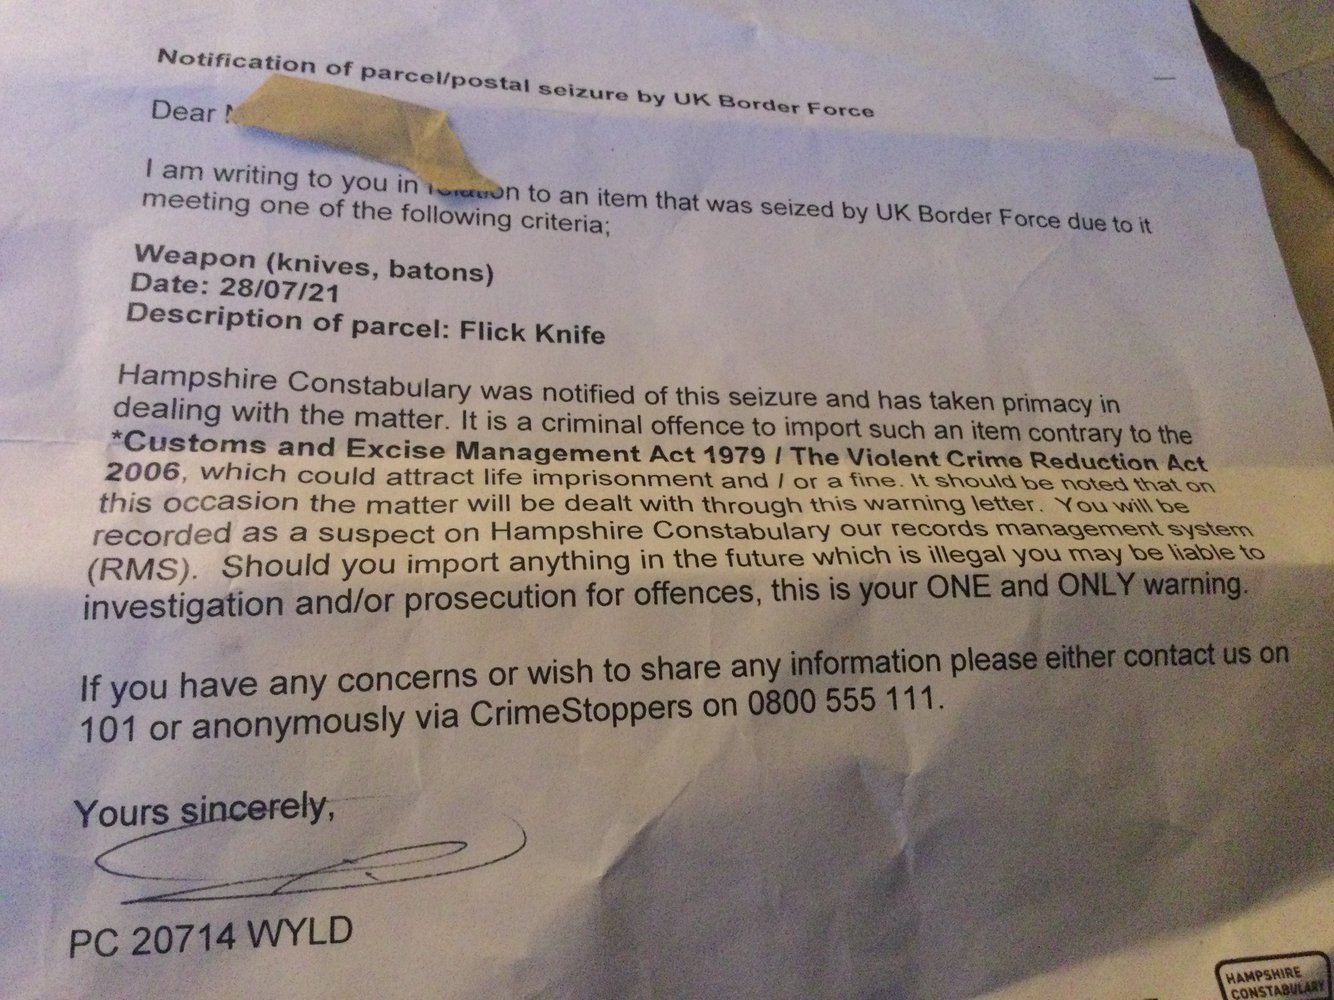 Notification of parcel/postal seizure by UK Border Force
Dear
I am writing to you in relation to an item that was seized by UK Border Force due to it
meeting one of the following criteria;
Weapon (knives, batons)
Date: 28/07/21
Description of parcel: Flick Knife
Hampshire Constabulary was notified of this seizure and has taken primacy in
dealing with the matter. It is a criminal offence to import such an item contrary to the
*Customs and Excise Management Act 1979 / The Violent Crime Reduction Act
2006, which could attract life imprisonment and / or a fine. It should be noted that on
this occasion the matter will be dealt with through this warning letter. You will be
recorded as a suspect on Hampshire Constabulary our records management system
(RMS). Should you import anything in the future which is illegal you may be liable to
investigation and/or prosecution for offences, this is your ONE and ONLY warning.
If you have any concerns or wish to share any information please either contact us on
101 or anonymously via CrimeStoppers on 0800 555 111.
Yours sincerely,
PC 20714 WYLD
HAMPSHIRE
CONSTABULARY